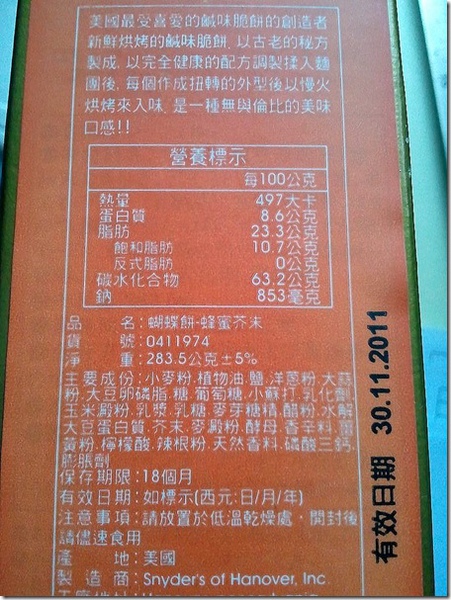 美國最受喜愛的鹹味脆餅的創造者
新鮮烘烤的鹹味脆餅, 以古老的秘方
製成, 以完全健康的配方調製揉入麵
團後, 每個作成扭轉的外型後以慢火
烘烤來入味, 是一種無與倫比的美味
口感!!
營養標示
每100公克
熱量 497大卡
蛋白質 8.6公克
脂肪 23.3公克
飽和脂肪 10.7公克
反式脂肪 0公克
碳水化合物 63.2公克
鈉 853毫克
品 名:蝴蝶餅-蜂蜜芥末
貨 號:0411974
淨 重:283.5公克±5%
主要成份:小麥粉.植物油.鹽.洋蔥粉.大蒜
粉.大豆卵磷脂.糖.葡萄糖.小蘇打.乳化劑.
玉米澱粉.乳漿.乳糖.麥芽糖精.醋粉.水解
大豆蛋白質.芥末.麥澱粉.酵母.香辛料.薑
黃粉.檸檬酸.辣根粉.天然香料.磷酸三鈣.
膨脹劑
保存期限:18個月
有效日期:如標示(西元:日/月/年)
注意事項:請放置於低溫乾燥處、開封後
請儘速食用
產 地:美國
製 造 商:Snyder's of Hanover, Inc.
有效日期 30.11.2011